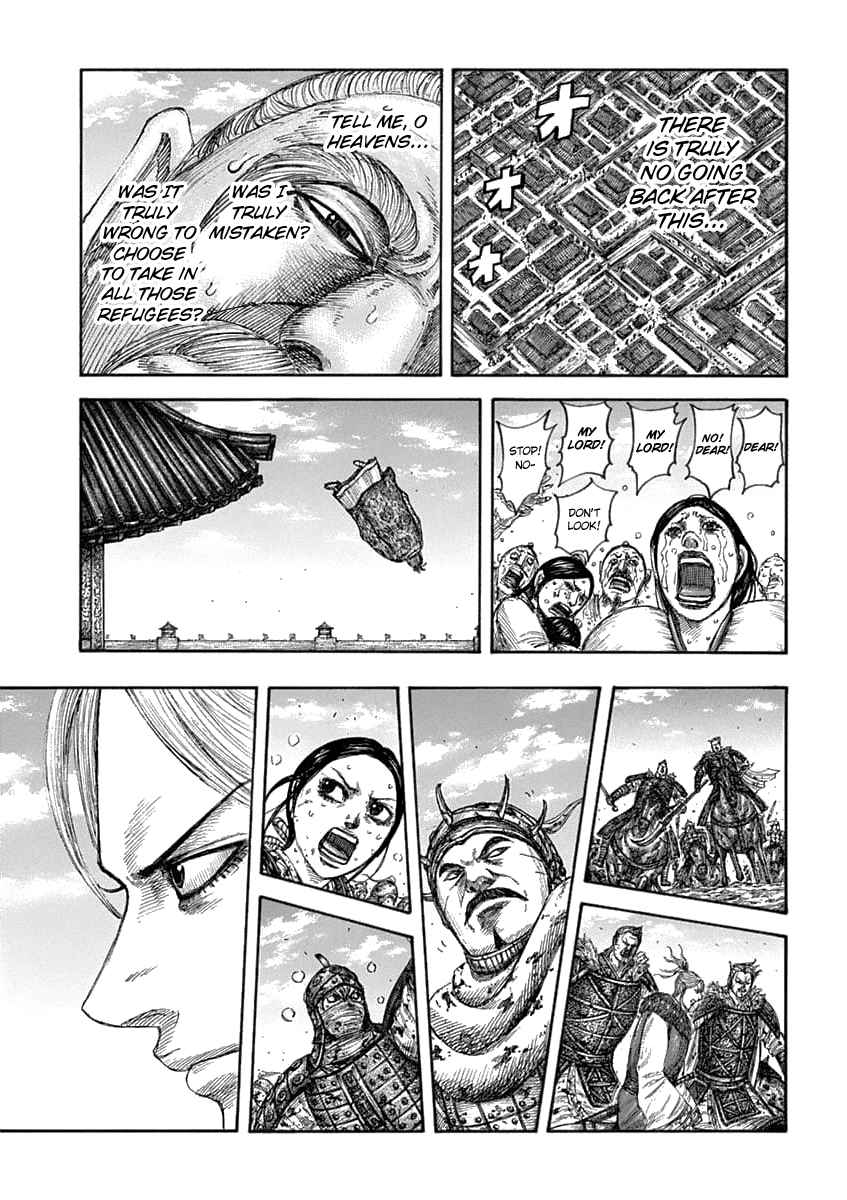 THERE
IS TRULY
NO GOING
BACK AFTER
THIS...
オ
オ
オ
TELL ME, O
HEAVENS...
WAS I
TRULY
MISTAKEN?
WAS IT
TRULY
WRONG TO
CHOOSE
TO TAKE IN
ALL THOSE
REFUGEES?
DEAR!
NO!
DEAR!
MY
LORD!
MY
LORD!
STOP!
NO-
DON'T
LOOK!